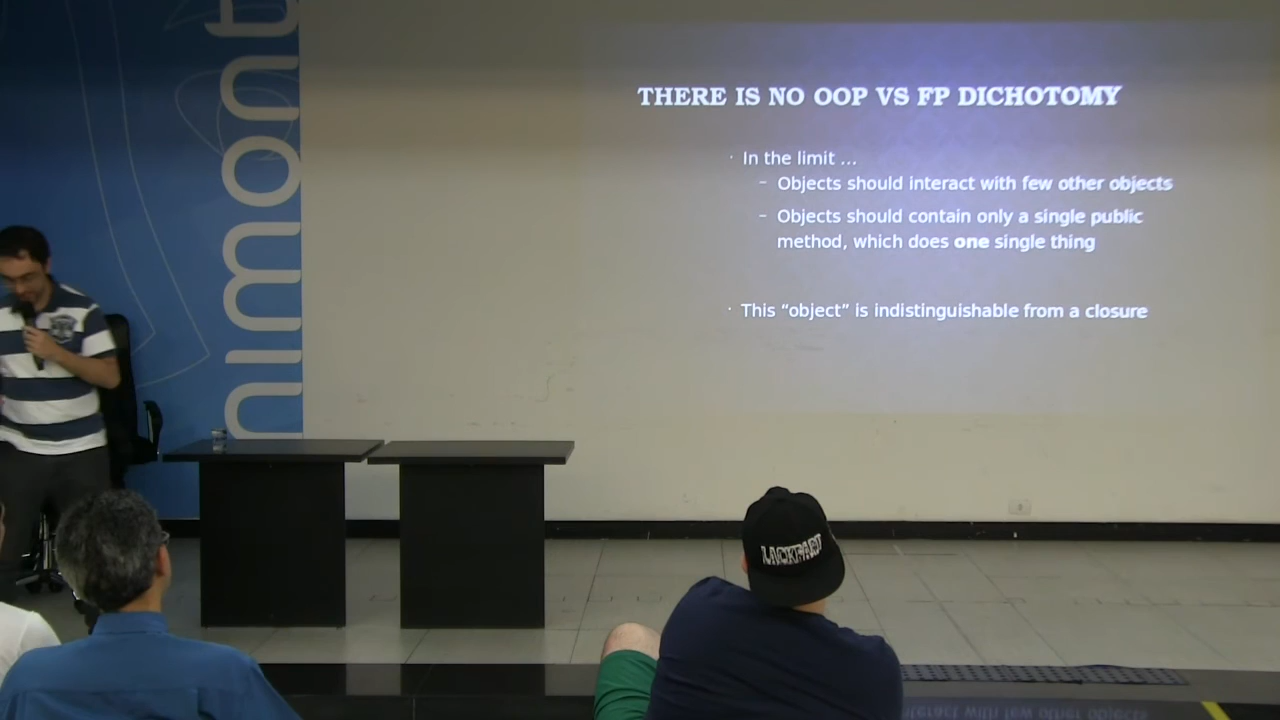 THERE IS NO OOP VS FP DICHOTOMY
· In the limit ...
– Objects should interact with few other objects
– Objects should contain only a single public
method, which does one single thing
· This “object” is indistinguishable from a closure
nimont